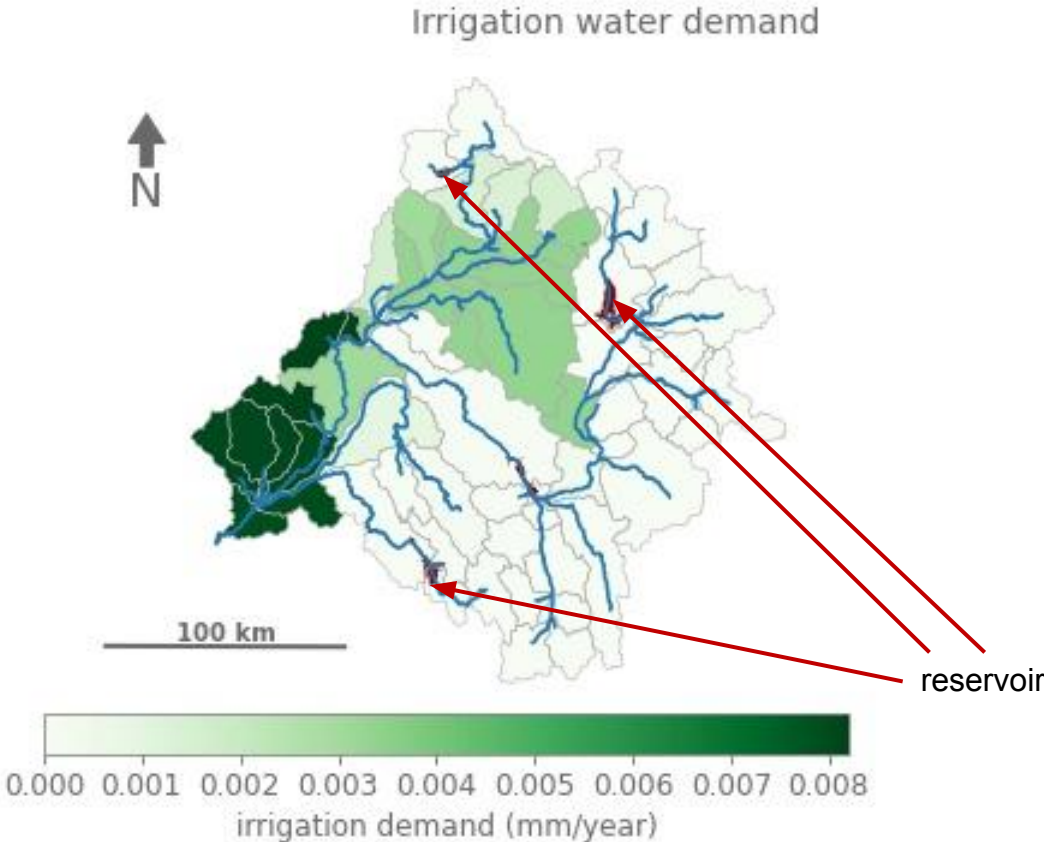 Irrigation water demand
N
100 km
reservoir
0.000 0.001 0.002 0.003 0.004 0.005 0.006 0.007 0.008
irrigation demand (mm/year)